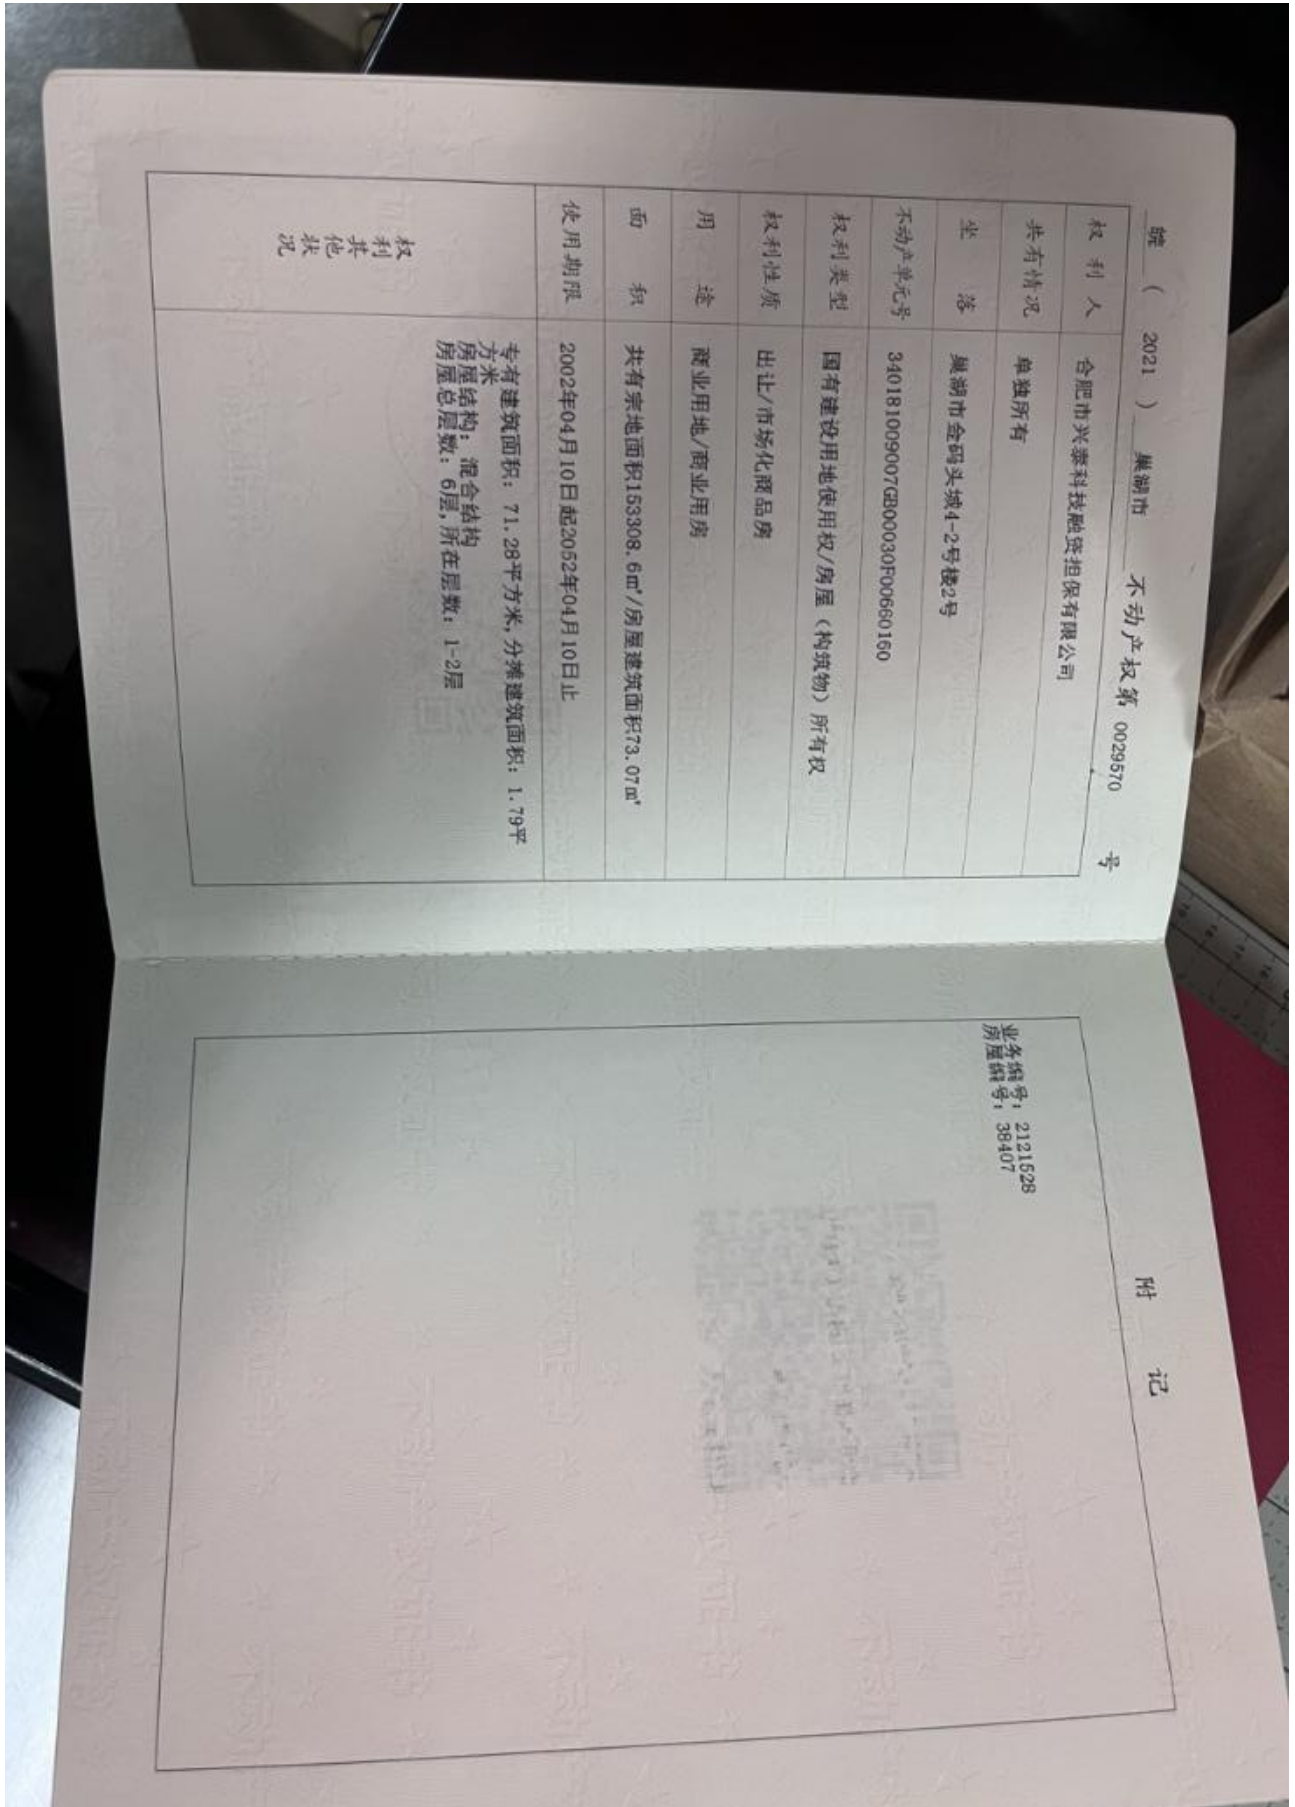 皖 （ 2021 ） 巢湖市 不动产权第 0029570 号
权利人 合肥市兴泰科技融资担保有限公司
共有情况 单独所有
坐落 巢湖市金码头城4-2号楼2号
不动产单元号 340181009007GB00030F00660160
权利类型 国有建设用地使用权/房屋（构筑物）所有权
权利性质 出让/市场化商品房
用途 商业用地/商业用房
面积 共有宗地面积153308.6㎡/房屋建筑面积73.07㎡
使用期限 2002年04月10日起2052年04月10日止
权利其他状况
专有建筑面积：71.28平方米,分摊建筑面积：1.79平
方米
房屋结构：混合结构
房屋总层数：6层,所在层数：1-2层
附 记
业务编号：2121528
房屋编号：38407